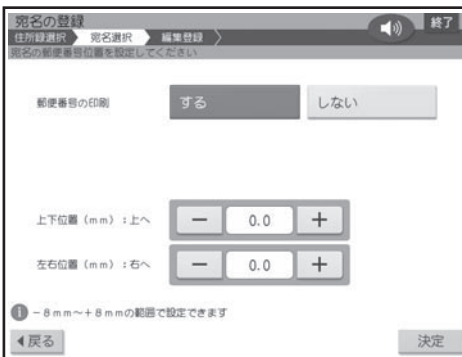 宛名の登録
終了
住所録選択 宛名選択 編集登録
宛名の郵便番号位置を設定してください
郵便番号の印刷 する しない
上下位置（mm）：上へ － 0.0 ＋
左右位置（mm）：右へ － 0.0 ＋
i －8mm～＋8mmの範囲で設定できます
戻る 決定